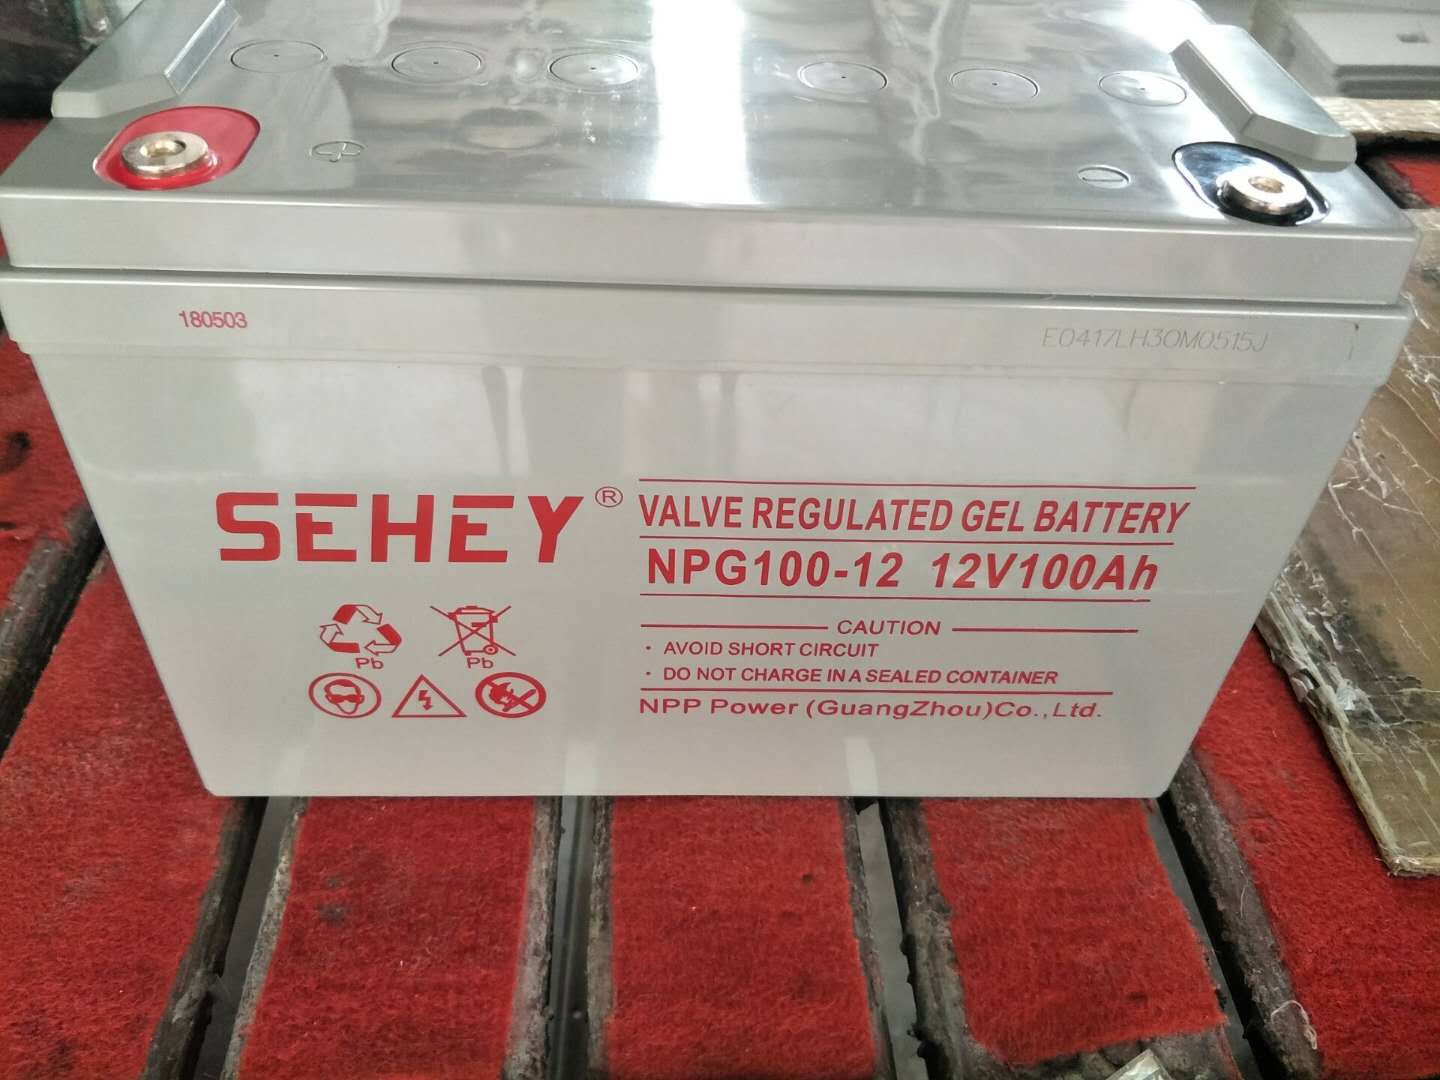 180503
E0417LH30M0515J
SEHEY®
VALVE REGULATED GEL BATTERY
NPG100-12 12V100Ah
CAUTION
· AVOID SHORT CIRCUIT
· DO NOT CHARGE IN A SEALED CONTAINER
NPP Power (GuangZhou)Co.,Ltd.
Pb
Pb